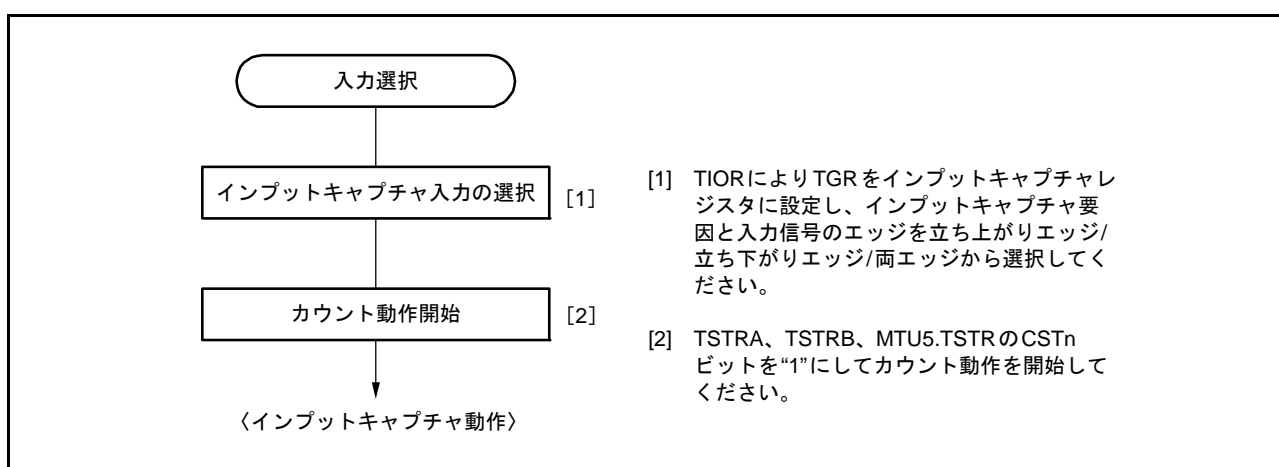 入力選択
インプットキャプチャ入力の選択
[1]
カウント動作開始
[2]
〈インプットキャプチャ動作〉
[1] TIORによりTGRをインプットキャプチャレ
ジスタに設定し、インプットキャプチャ要
因と入力信号のエッジを立ち上がりエッジ/
立ち下がりエッジ/両エッジから選択してく
ださい。
[2] TSTRA、TSTRB、MTU5.TSTRのCSTn
ビットを“1”にしてカウント動作を開始して
ください。